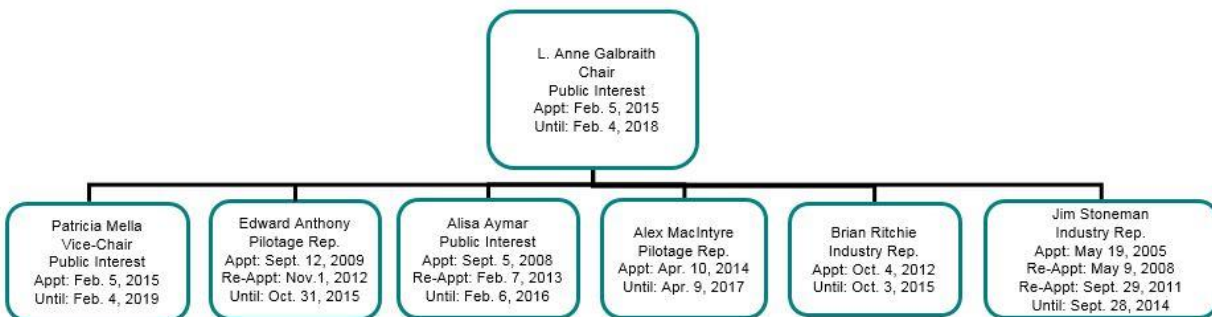 L. Anne Galbraith
Chair
Public Interest
Appt: Feb. 5, 2015
Until: Feb. 4, 2018
Patricia Mella
Vice-Chair
Public Interest
Appt: Feb. 5, 2015
Until: Feb. 4, 2019
Edward Anthony
Pilotage Rep.
Appt: Sept. 12, 2009
Re-Appt: Nov.1, 2012
Until: Oct. 31, 2015
Alisa Aymar
Public Interest
Appt: Sept. 5, 2008
Re-Appt: Feb. 7, 2013
Until: Feb. 6, 2016
Alex MacIntyre
Pilotage Rep.
Appt: Apr. 10, 2014
Until: Apr. 9, 2017
Brian Ritchie
Industry Rep.
Appt: Oct. 4, 2012
Until: Oct. 3, 2015
Jim Stoneman
Industry Rep.
Appt: May 19, 2005
Re-Appt: May 9, 2008
Re-Appt: Sept. 29, 2011
Until: Sept. 28, 2014